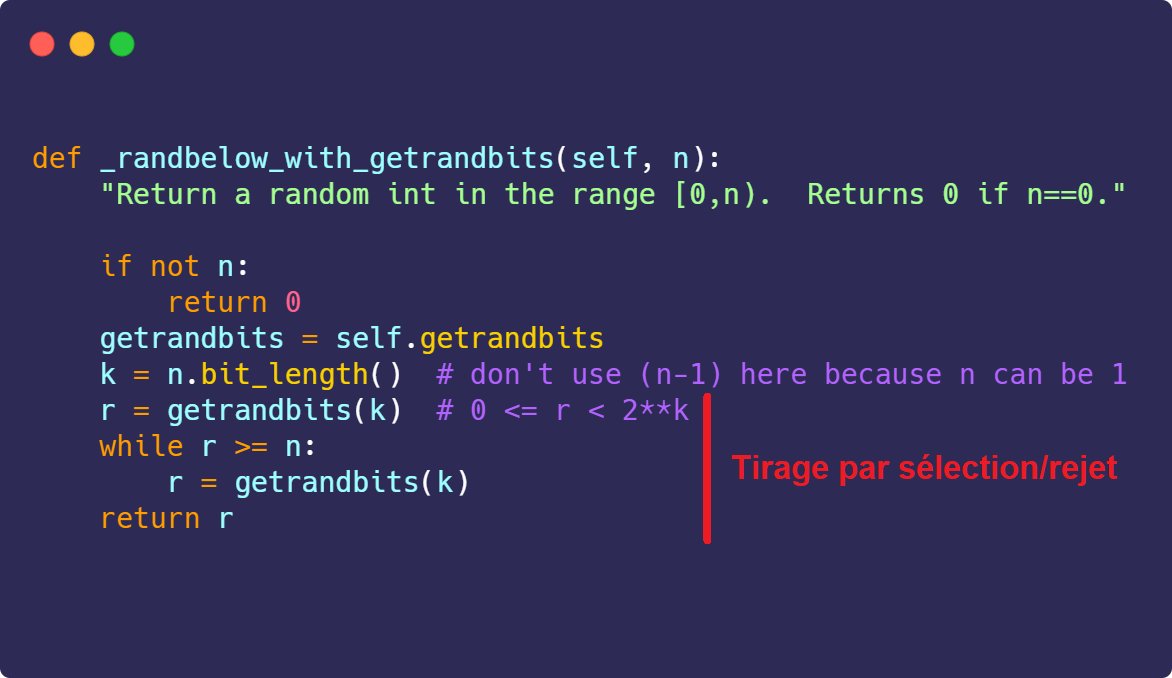 def _randbelow_with_getrandbits(self, n):
    "Return a random int in the range [0,n).  Returns 0 if n==0."
    if not n:
        return 0
    getrandbits = self.getrandbits
    k = n.bit_length()  # don't use (n-1) here because n can be 1
    r = getrandbits(k)  # 0 <= r < 2**k
    while r >= n:
        r = getrandbits(k)
    return r
Tirage par sélection/rejet